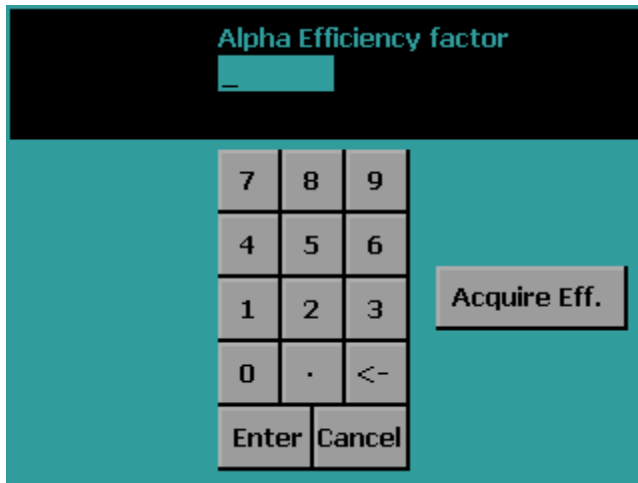 Alpha Efficiency factor
_
7 8 9
4 5 6
Acquire Eff.
1 2 3
0 . <-
Enter Cancel